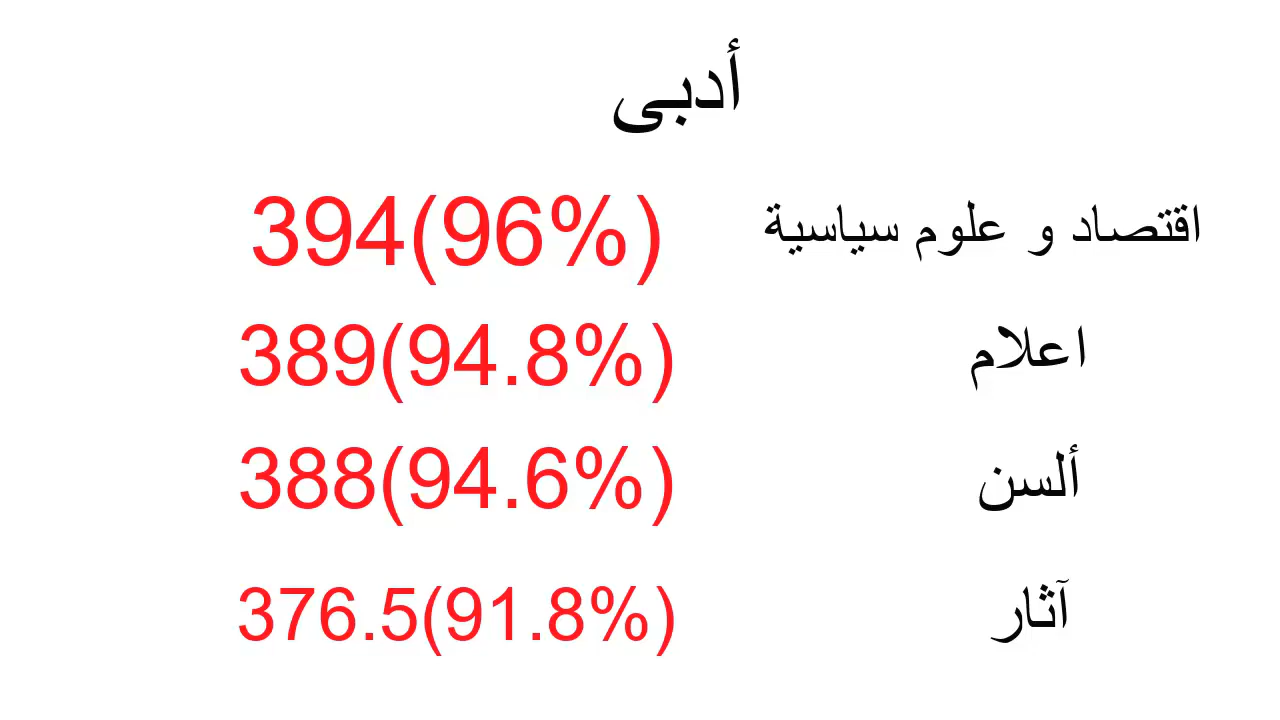 أدبى
اقتصاد و علوم سياسية 394(96%)
اعلام 389(94.8%)
ألسن 388(94.6%)
آثار 376.5(91.8%)